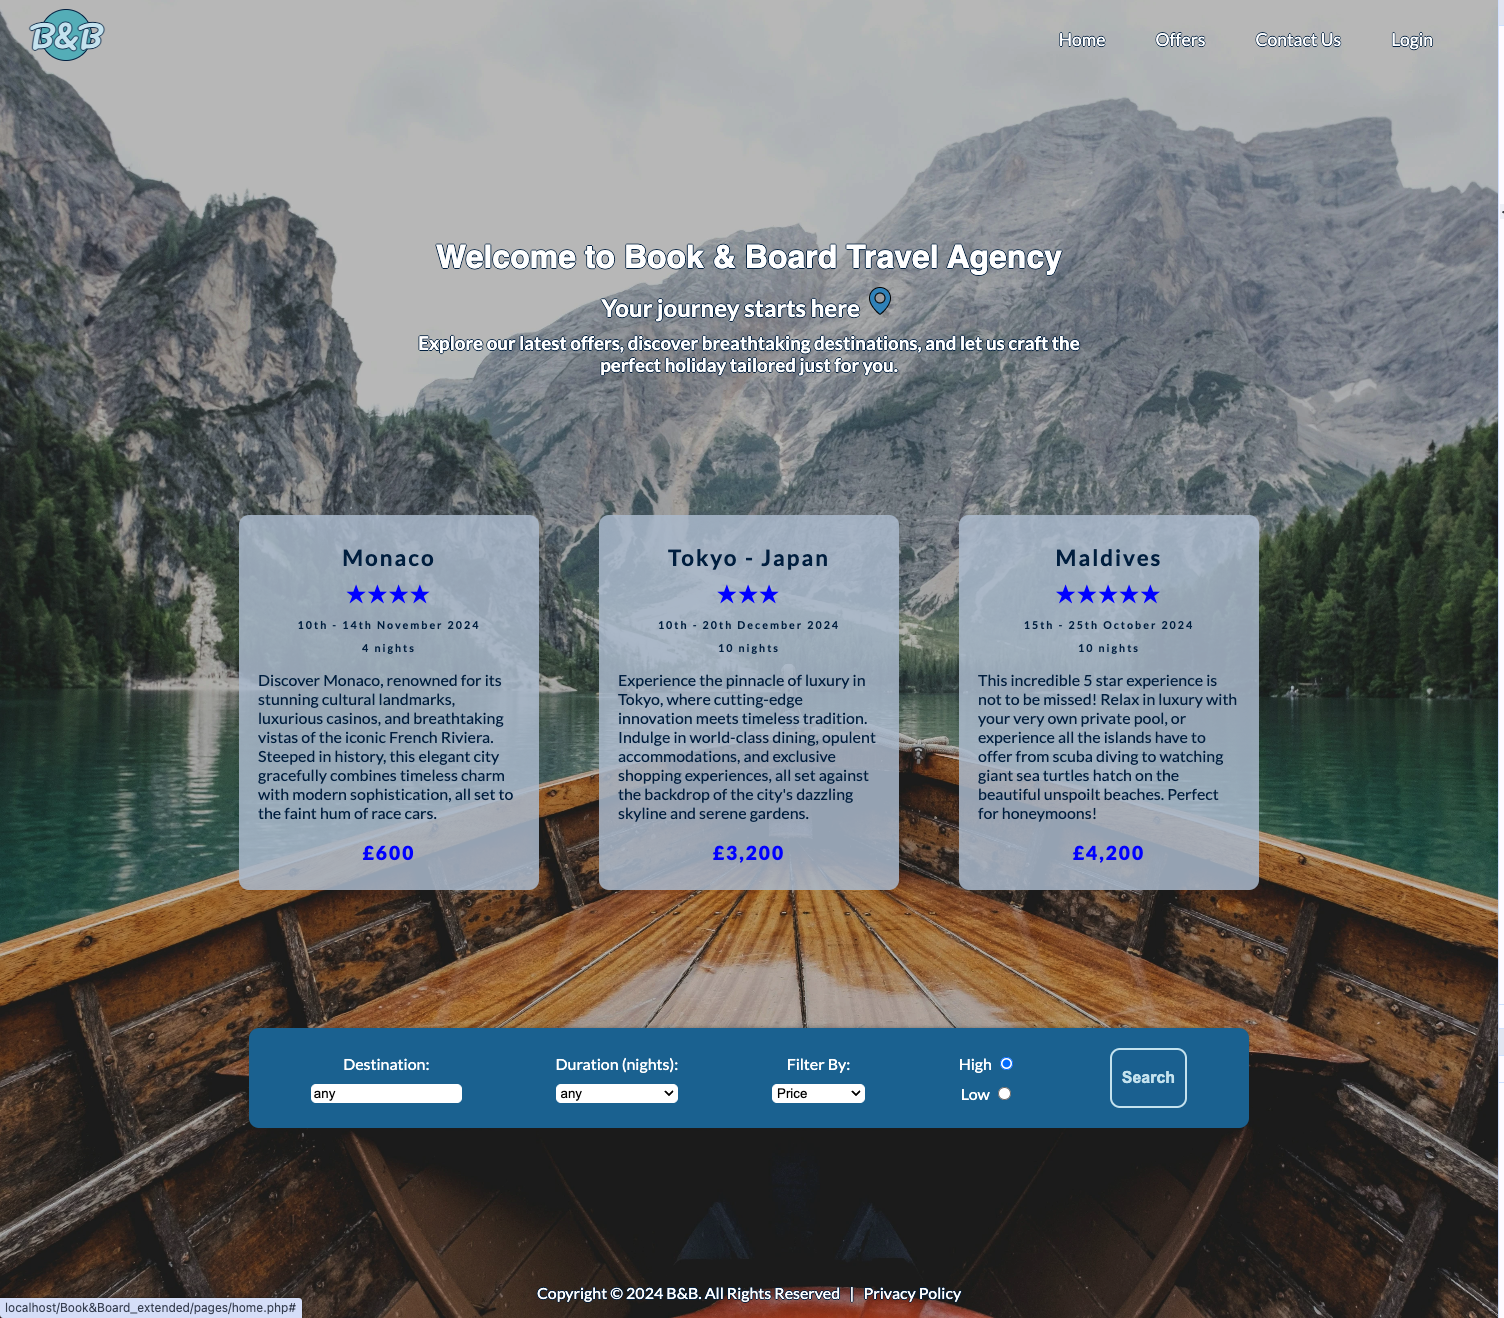 B&B
Home Offers Contact Us Login
Welcome to Book & Board Travel Agency
Your journey starts here
Explore our latest offers, discover breathtaking destinations, and let us craft the
perfect holiday tailored just for you.
Monaco
★★★★
10th - 14th November 2024
4 nights
Discover Monaco, renowned for its
stunning cultural landmarks,
luxurious casinos, and breathtaking
vistas of the iconic French Riviera.
Steeped in history, this elegant city
gracefully combines timeless charm
with modern sophistication, all set to
the faint hum of race cars.
£600
Tokyo - Japan
★★★
10th - 20th December 2024
10 nights
Experience the pinnacle of luxury in
Tokyo, where cutting-edge
innovation meets timeless tradition.
Indulge in world-class dining, opulent
accommodations, and exclusive
shopping experiences, all set against
the backdrop of the city's dazzling
skyline and serene gardens.
£3,200
Maldives
★★★★★
15th - 25th October 2024
10 nights
This incredible 5 star experience is
not to be missed! Relax in luxury with
your very own private pool, or
experience all the islands have to
offer from scuba diving to watching
giant sea turtles hatch on the
beautiful unspoilt beaches. Perfect
for honeymoons!
£4,200
Destination:
any
Duration (nights):
any
Filter By:
Price
High
Low
Search
Copyright © 2024 B&B. All Rights Reserved | Privacy Policy
localhost/Book&Board_extended/pages/home.php#